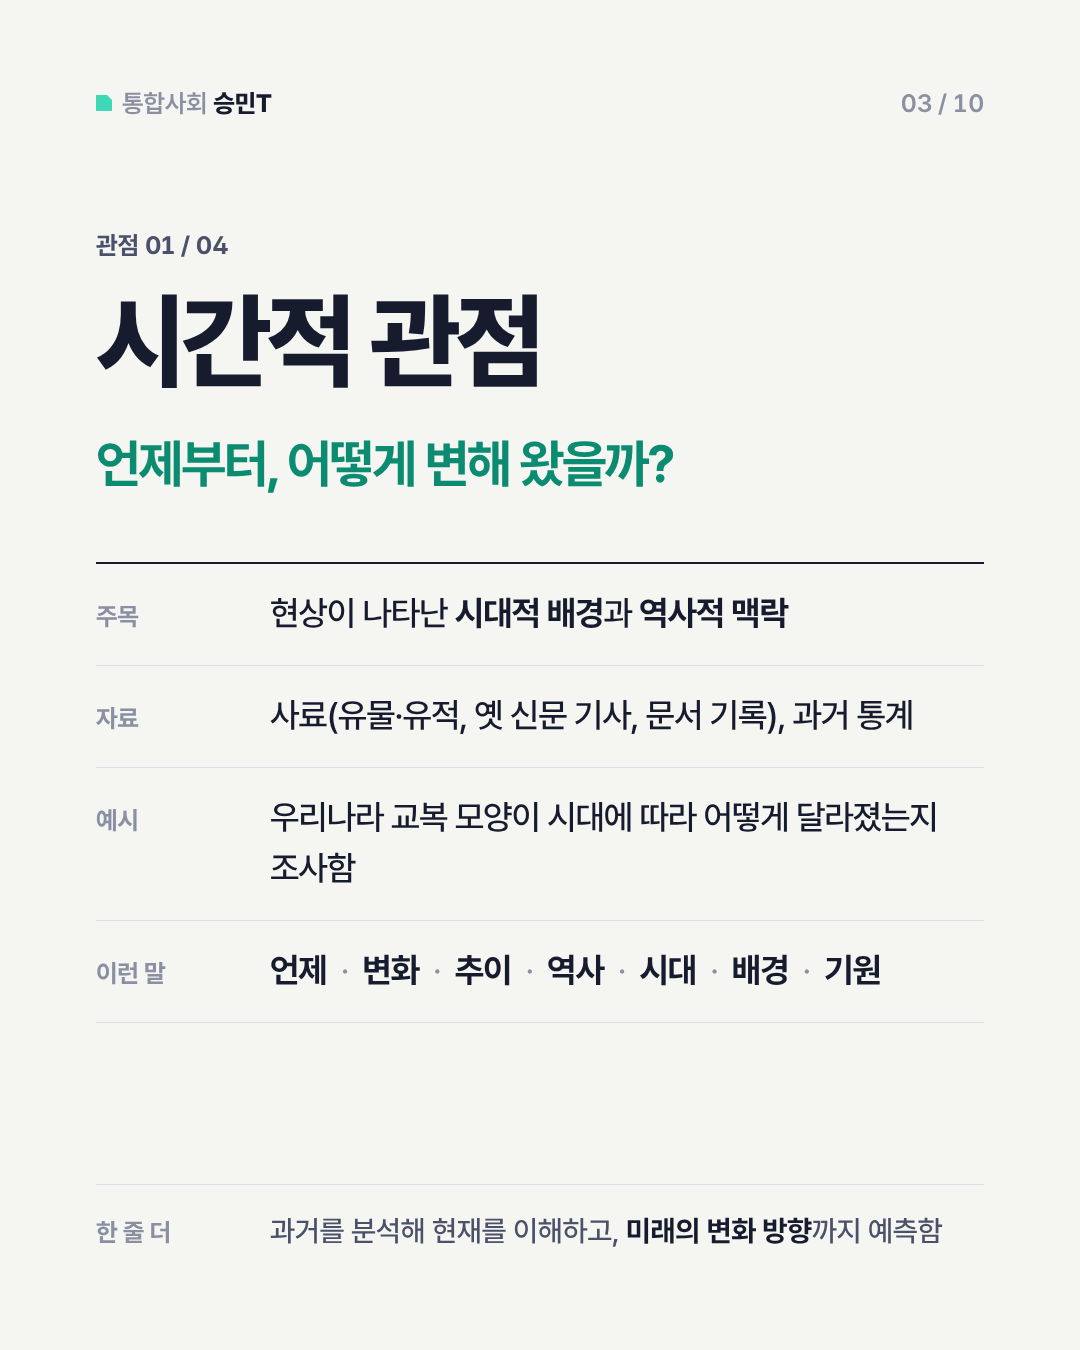 통합사회 승민T
03 / 10
관점 01 / 04
시간적 관점
언제부터, 어떻게 변해 왔을까?
주목 현상이 나타난 시대적 배경과 역사적 맥락
자료 사료(유물·유적, 옛 신문 기사, 문서 기록), 과거 통계
예시 우리나라 교복 모양이 시대에 따라 어떻게 달라졌는지
조사함
이런 말 언제 · 변화 · 추이 · 역사 · 시대 · 배경 · 기원
한 줄 더 과거를 분석해 현재를 이해하고, 미래의 변화 방향까지 예측함